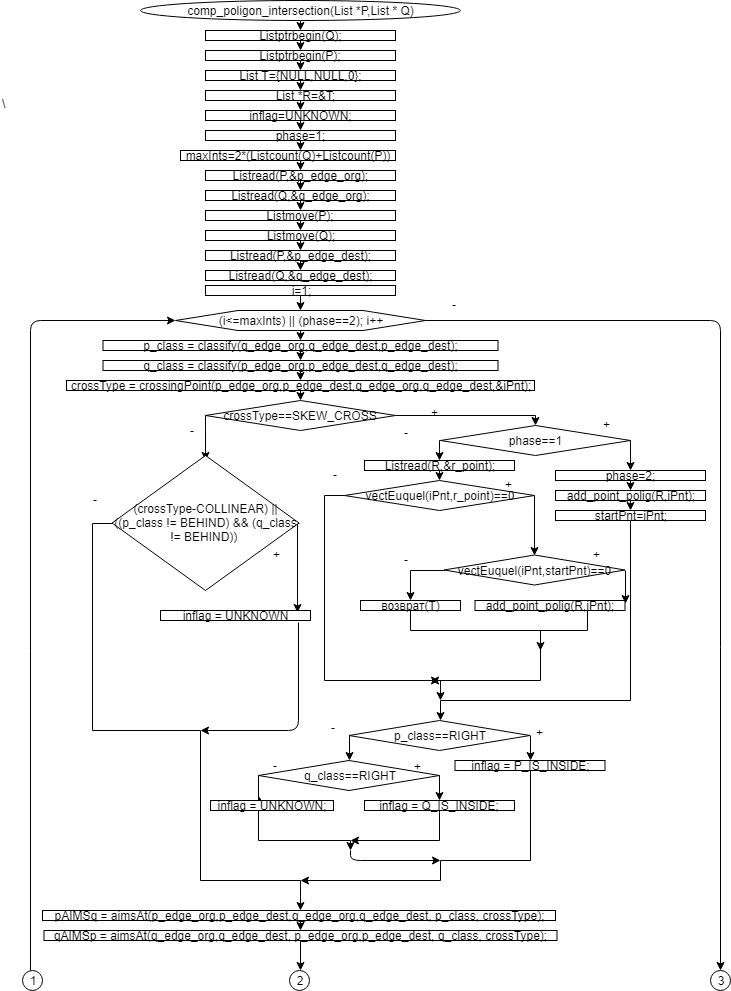 comp_poligon_intersection(List *P,List * Q)
Listptrbegin(Q);
Listptrbegin(P);
List T={NULL,NULL,0};
List *R=&T;
\
inflag=UNKNOWN;
phase=1;
maxInts=2*(Listcount(Q)+Listcount(P))
Listread(P,&p_edge_org);
Listread(Q,&q_edge_org);
Listmove(P);
Listmove(Q);
Listread(P,&p_edge_dest);
Listread(Q,&q_edge_dest);
i=1;
-
(i<=maxInts) || (phase==2); i++
p_class = classify(q_edge_org,q_edge_dest,p_edge_dest);
q_class = classify(p_edge_org,p_edge_dest,q_edge_dest);
crossType = crossingPoint(p_edge_org,p_edge_dest,q_edge_org,q_edge_dest,&iPnt);
crossType==SKEW_CROSS
+
-
-
+
phase==1
Listread(R,&r_point);
phase=2;
-
+
vectEuquel(iPnt,r_point)==0
add_point_polig(R,iPnt);
startPnt=iPnt;
-
(crossType-COLLINEAR) ||
((p_class != BEHIND) && (q_class
!= BEHIND))
+
-
+
vectEuquel(iPnt,startPnt)==0
возврат(T)
add_point_polig(R,iPnt);
inflag = UNKNOWN
-
+
p_class==RIGHT
inflag = P_IS_INSIDE;
-
+
q_class==RIGHT
inflag = UNKNOWN;
inflag = Q_IS_INSIDE;
pAIMSq = aimsAt(p_edge_org,p_edge_dest,q_edge_org,q_edge_dest, p_class, crossType);
qAIMSp = aimsAt(q_edge_org,q_edge_dest, p_edge_org,p_edge_dest, q_class, crossType);
1
2
3